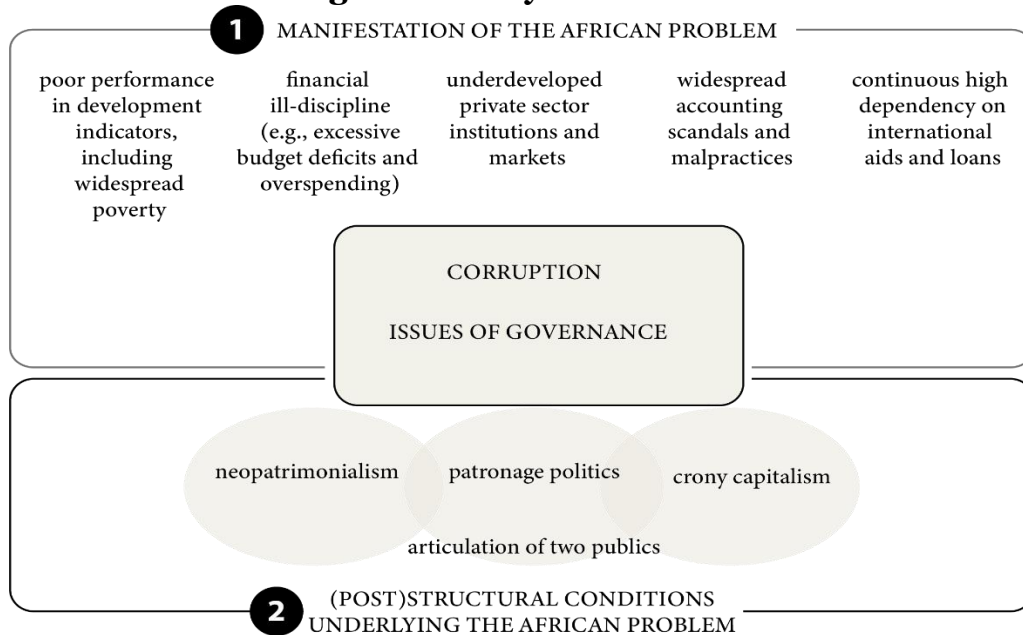 1 MANIFESTATION OF THE AFRICAN PROBLEM
poor performance
in development
indicators,
including
widespread
poverty
financial
ill-discipline
(e.g., excessive
budget deficits and
overspending)
underdeveloped
private sector
institutions and
markets
widespread
accounting
scandals and
malpractices
continuous high
dependency on
international
aids and loans
CORRUPTION
ISSUES OF GOVERNANCE
neopatrimonialism
patronage politics
crony capitalism
articulation of two publics
2 (POST)STRUCTURAL CONDITIONS
UNDERLYING THE AFRICAN PROBLEM